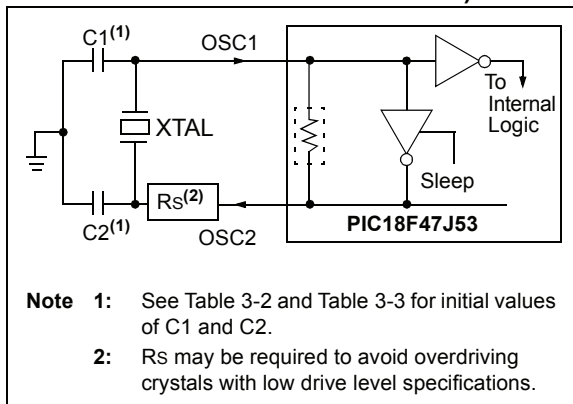 C1(1)
OSC1
To
Internal
Logic
XTAL
Sleep
C2(1)
RS(2)
OSC2
PIC18F47J53
Note 1: See Table 3-2 and Table 3-3 for initial values
of C1 and C2.
2: RS may be required to avoid overdriving
crystals with low drive level specifications.